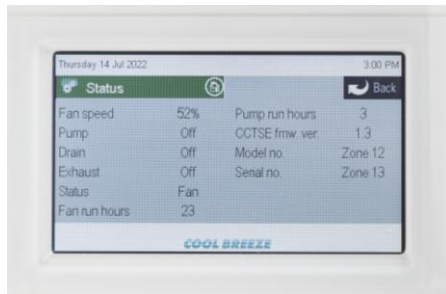 Thursday 14 Jul 2022 3:00 PM
Status Back
Fan speed 52% Pump run hours 3
Pump Off CCTSE fmw. ver. 1.3
Drain Off Model no. Zone 12
Exhaust Off Serial no. Zone 13
Status Fan
Fan run hours 23
COOL BREEZE